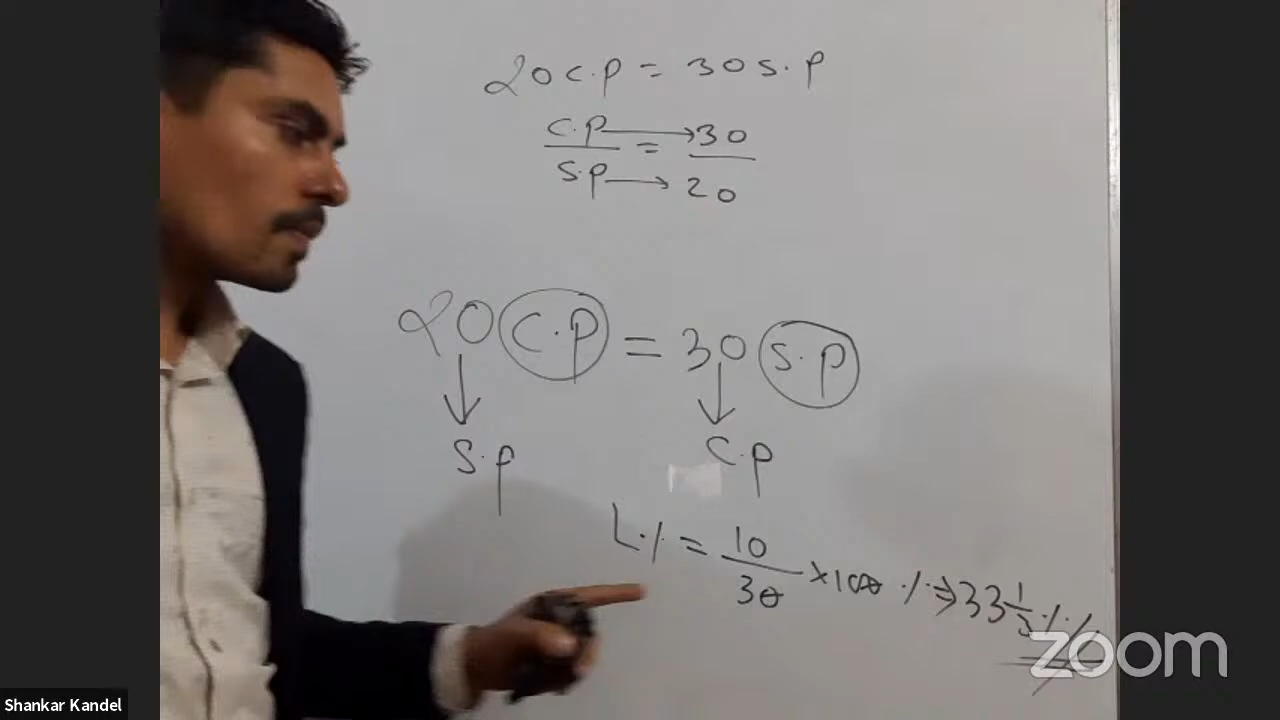 20 C.P = 30 S.P
C.P → 30
=
S.P → 20
20 C.P = 30 S.P
↓ ↓
S.P C.P
L.% = 10/30 × 100 % ⇒ 33 1/3 %
zoom
Shankar Kandel